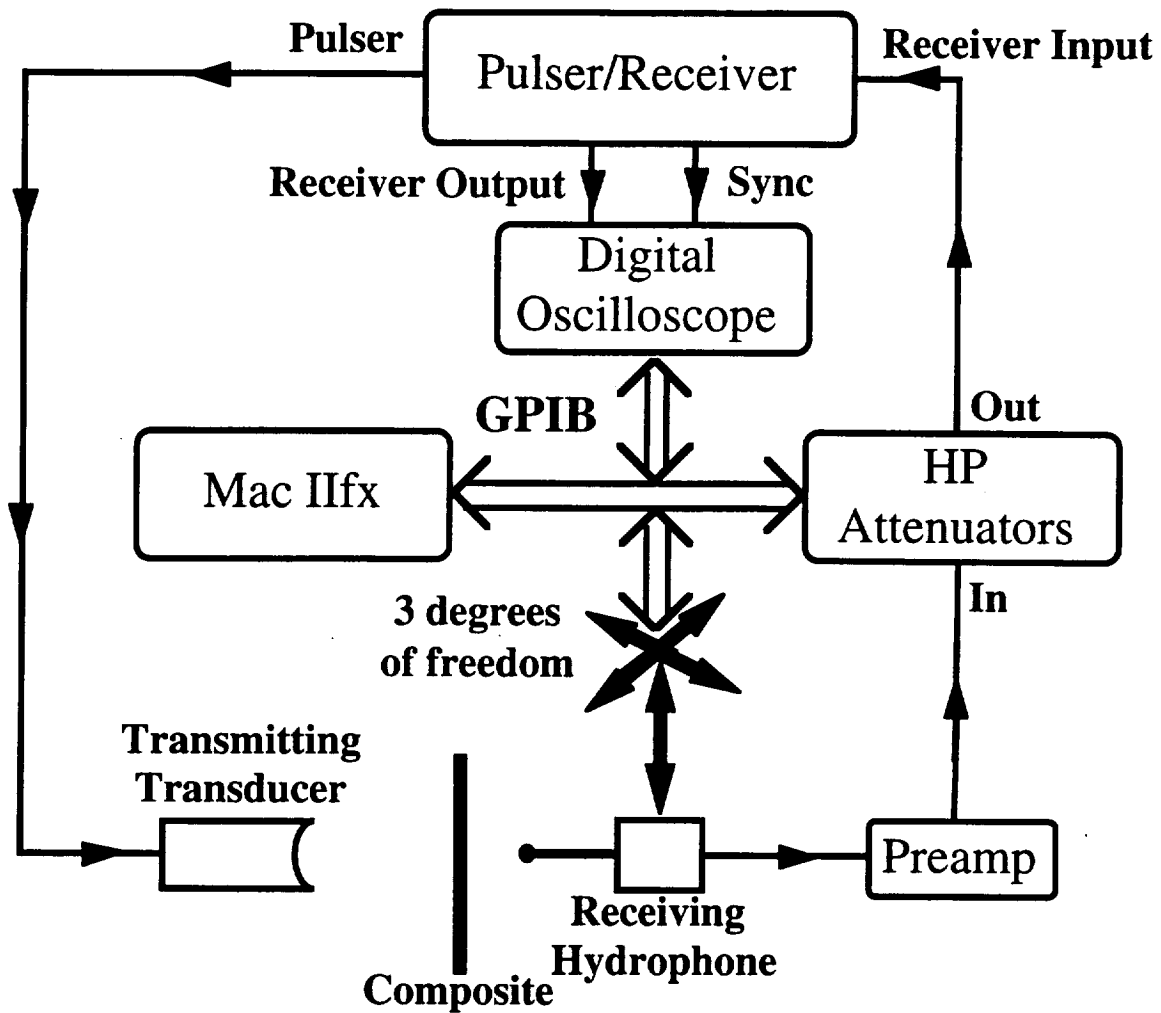 Pulser
Pulser/Receiver
Receiver Input
Receiver Output
Sync
Digital
Oscilloscope
GPIB
Out
Mac IIfx
HP
Attenuators
In
3 degrees
of freedom
Transmitting
Transducer
Preamp
Receiving
Hydrophone
Composite